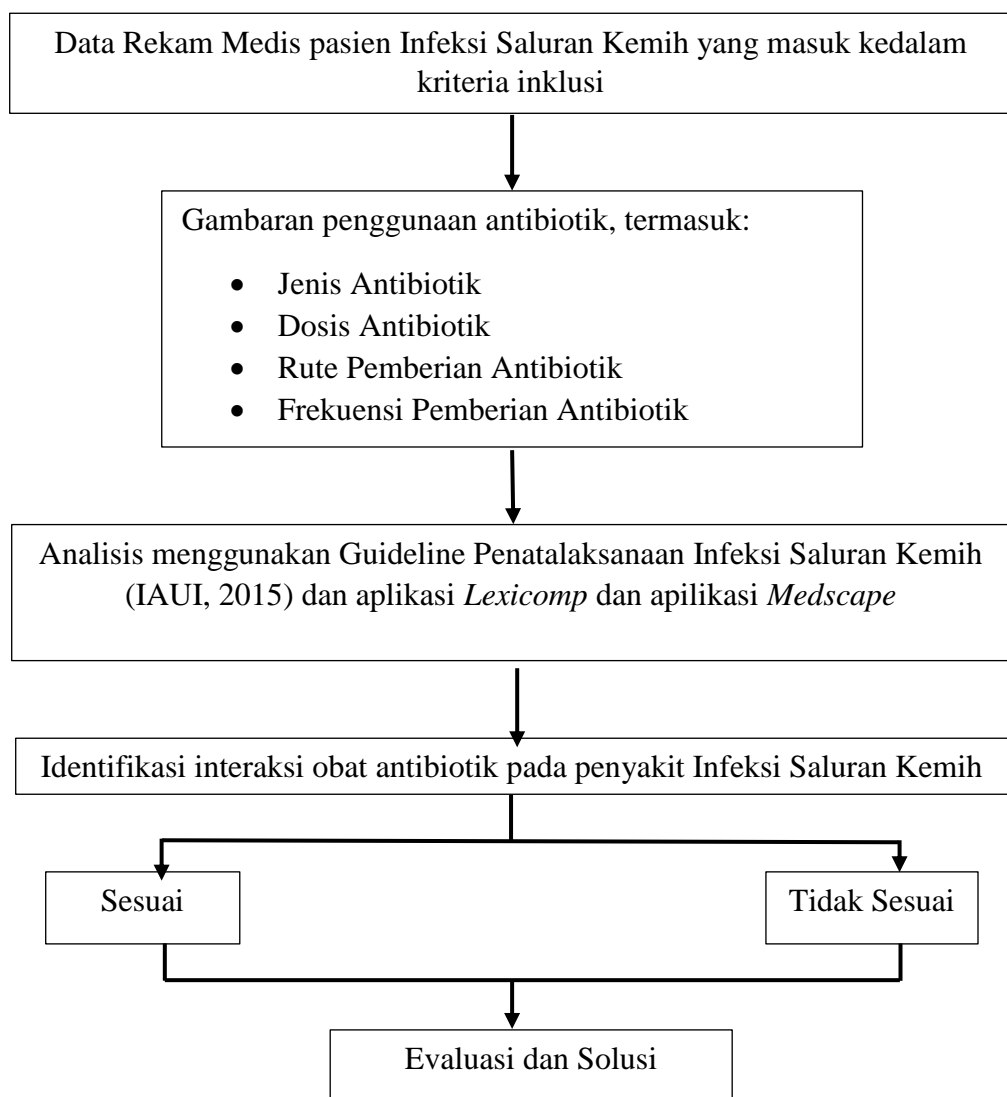 Data Rekam Medis pasien Infeksi Saluran Kemih yang masuk kedalam
kriteria inklusi
Gambaran penggunaan antibiotik, termasuk:
• Jenis Antibiotik
• Dosis Antibiotik
• Rute Pemberian Antibiotik
• Frekuensi Pemberian Antibiotik
Analisis menggunakan Guideline Penatalaksanaan Infeksi Saluran Kemih
(IAUI, 2015) dan aplikasi Lexicomp dan apilikasi Medscape
Identifikasi interaksi obat antibiotik pada penyakit Infeksi Saluran Kemih
Sesuai
Tidak Sesuai
Evaluasi dan Solusi